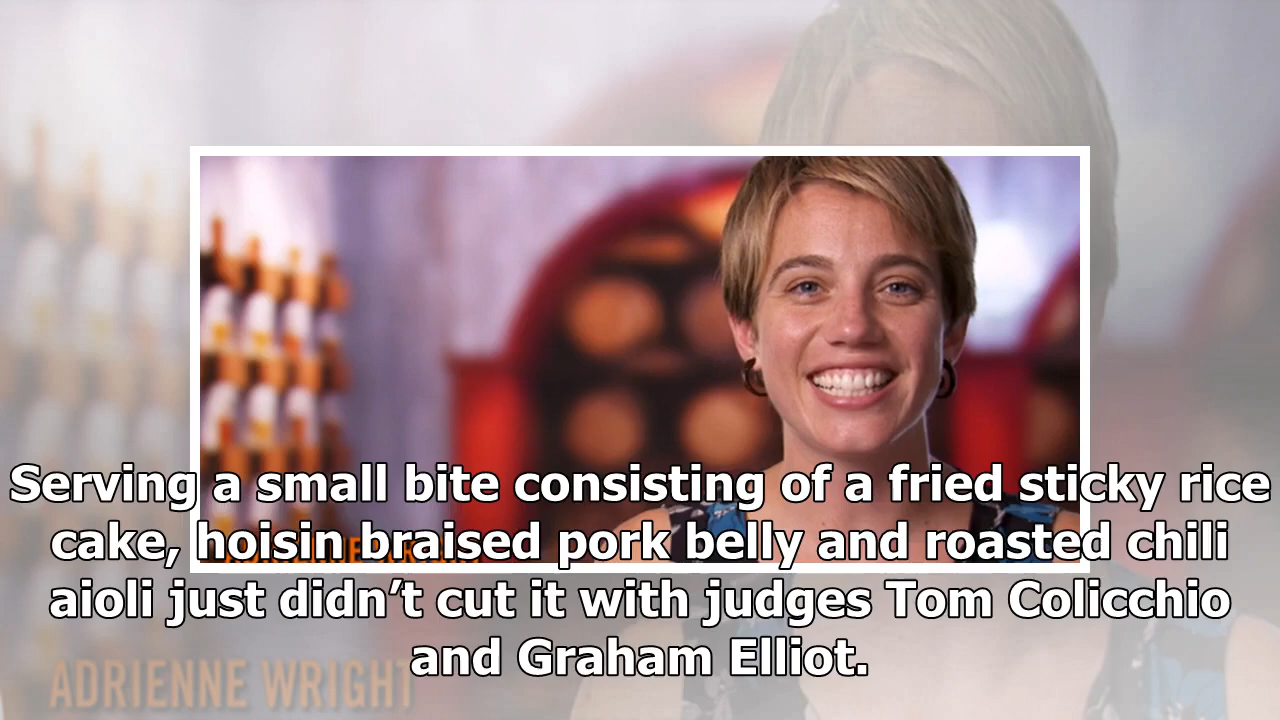 Serving a small bite consisting of a fried sticky rice
cake, hoisin braised pork belly and roasted chili
aioli just didn’t cut it with judges Tom Colicchio
and Graham Elliot.
ADRIENNE WRIGHT